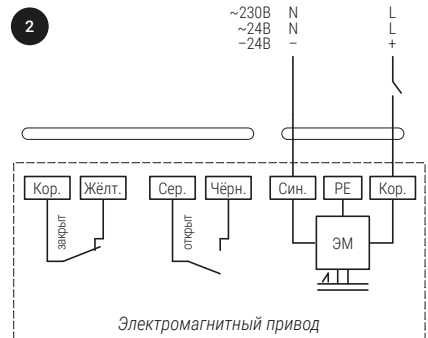 2
~230В N L
~24В N L
−24В − +
Кор. Жёлт. Сер. Чёрн. Син. PE Кор.
закрыт
открыт
ЭМ
Электромагнитный привод